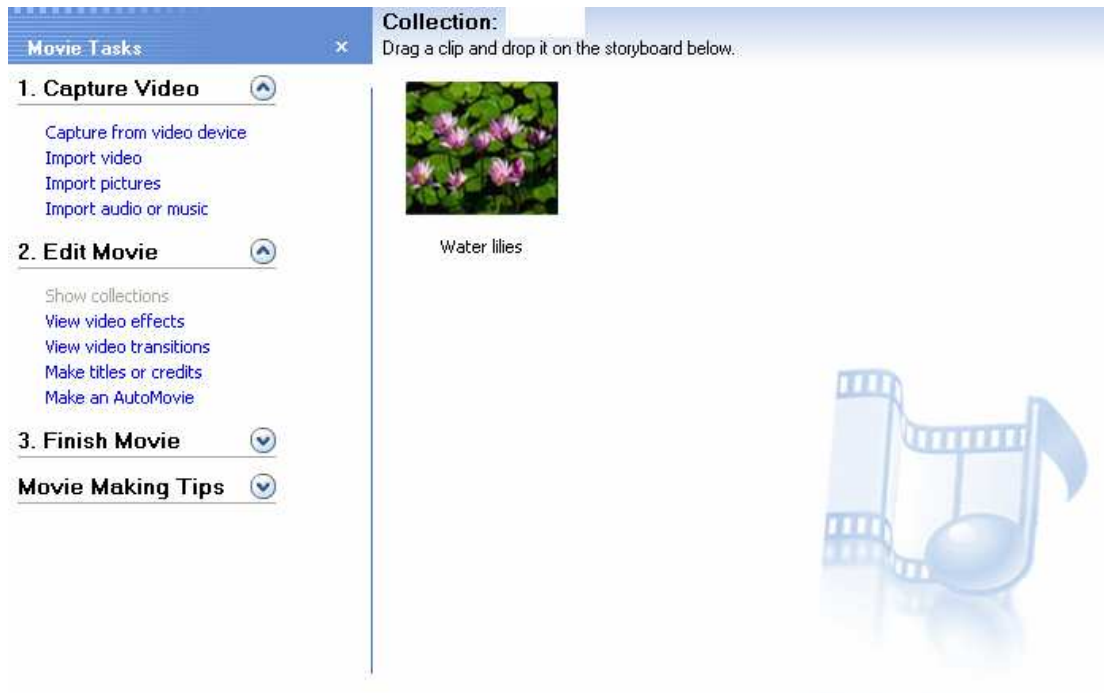 Movie Tasks
×
1. Capture Video
Capture from video device
Import video
Import pictures
Import audio or music
2. Edit Movie
Show collections
View video effects
View video transitions
Make titles or credits
Make an AutoMovie
3. Finish Movie
Movie Making Tips
Collection:
Drag a clip and drop it on the storyboard below.
Water lilies